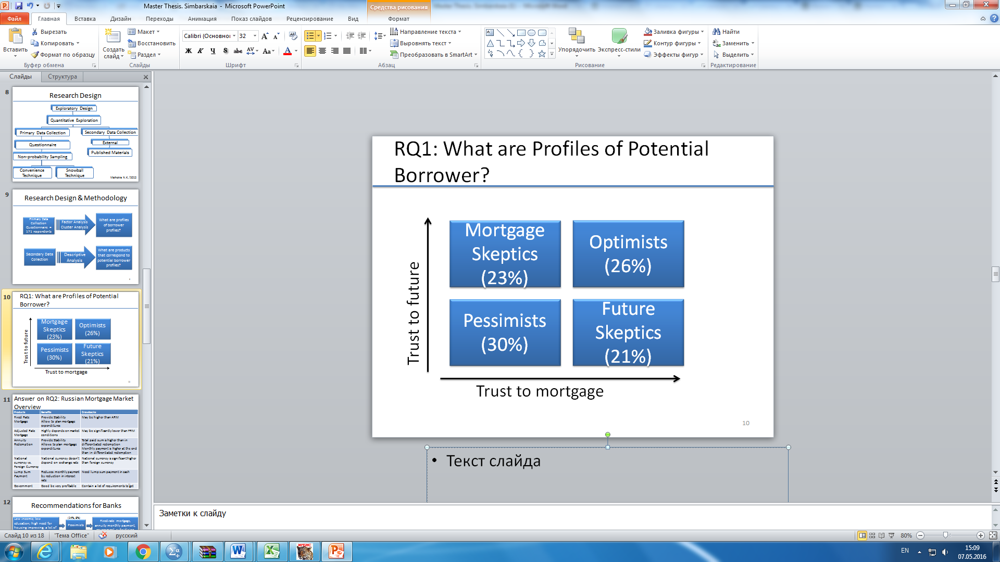 Master Thesis. Simbarskaia - Microsoft PowerPoint
Средства рисования
Файл
Главная
Вставка
Дизайн
Переходы
Анимация
Показ слайдов
Рецензирование
Вид
Формат
Вставить
Вырезать
Копировать
Формат по образцу
Буфер обмена
Создать слайд
Макет
Восстановить
Раздел
Слайды
Calibri (Основної
32
Ж К Ч S abc AV Aa A
Шрифт
Направление текста
Выровнять текст
Преобразовать в SmartArt
Абзац
Упорядочить
Экспресс-стили
Заливка фигуры
Контур фигуры
Эффекты фигур
Рисование
Найти
Заменить
Выделить
Редактирование
Слайды
Структура
8
Research Design
Exploratory Design
Quantitative Exploration
Primary Data Collection
Secondary Data Collection
Questionnaire
External
Non-probability Sampling
Published Materials
Convenience
Technique
Snowball
Technique
Malhotra N.K., 2012
9
Research Design & Methodology
Primary Data
Collection
Questionnaire =
171 respondents
Factor Analysis
Cluster Analysis
What are profiles
of borrower
profiles?
Secondary Data
Collection
Descriptive
Analysis
What are products
that correspond to
potential borrower
profiles?
10
RQ1: What are Profiles of Potential
Borrower?
Trust to future
Mortgage
Skeptics
(23%)
Optimists
(26%)
Pessimists
(30%)
Future
Skeptics
(21%)
Trust to mortgage
11
Answer on RQ2: Russian Mortgage Market
Overview
Products
Benefits
Drawbacks
Fixed Rate
Mortgage
Provide Stability
Allow to plan mortgage
expenditures
May be higher than ARM
Adjusted Rate
Mortgage
Highly depends on market
conditions
May be significantly lower than FRM
Annuity
Redemption
Provide Stability
Allows to plan mortgage
expenditures
Total paid sum is higher than in
differentiated redemption
Monthly payment is higher at the end
than in differentiated redemption
National
currency vs.
Foreign Currency
National currency doesn't
depend on exchange rate
National currency is significant higher
than foreign currency
Lump Sum
Payment
Reduces monthly payment
by reduction in interest
rate
Need lump sum payment in cash
Government
Good be very profitable
Contain a lot of requirements to get
12
Recommendations for Banks
Low income; low
education; high need for
housing improving; a lot of
(14%, 8%)
Pessimists
Fixed-rate mortgage,
annuity monthly payment,
RQ1: What are Profiles of Potential
Borrower?
Trust to future
Mortgage
Skeptics
(23%)
Optimists
(26%)
Pessimists
(30%)
Future
Skeptics
(21%)
Trust to mortgage
10
• Текст слайда
Заметки к слайду
Слайд 10 из 18
"Тема Office"
русский
80%
EN
15:09
07.05.2016